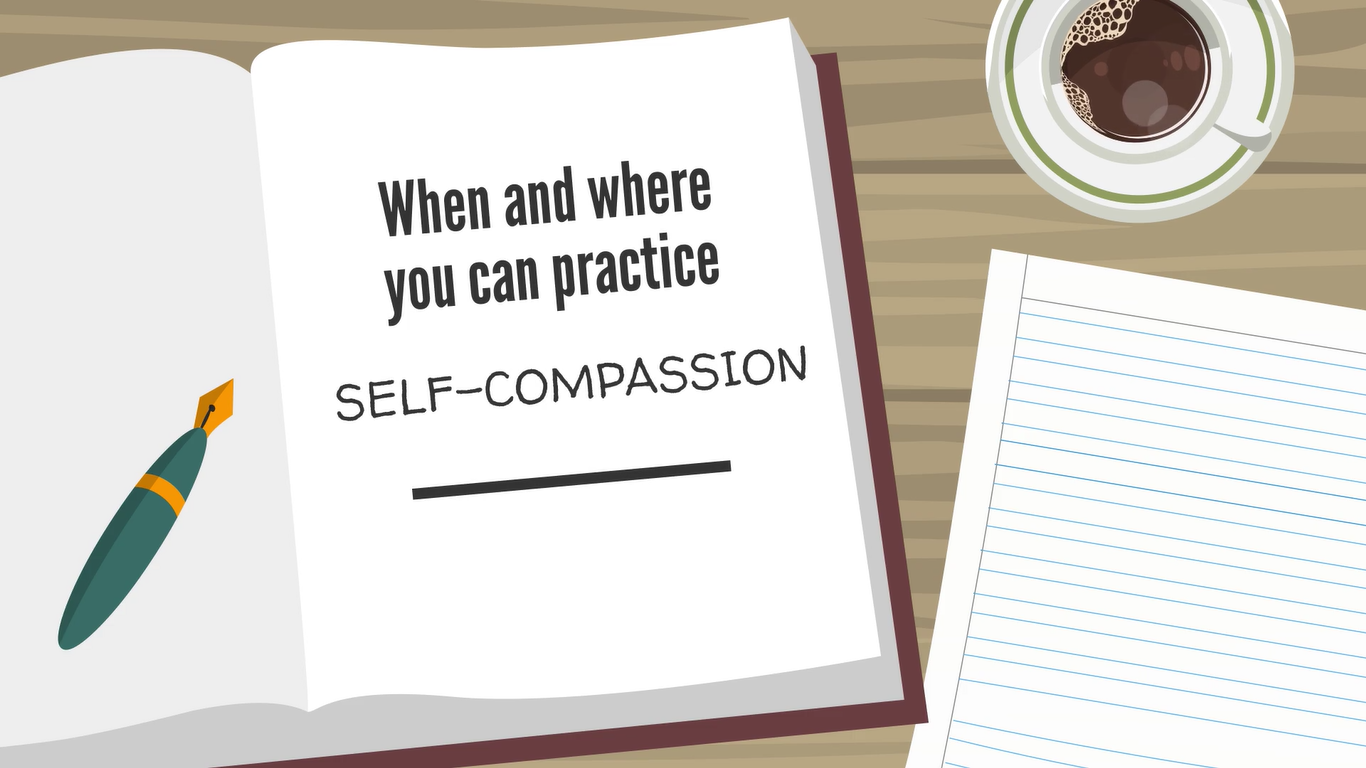 When and where
you can practice
SELF-COMPASSION